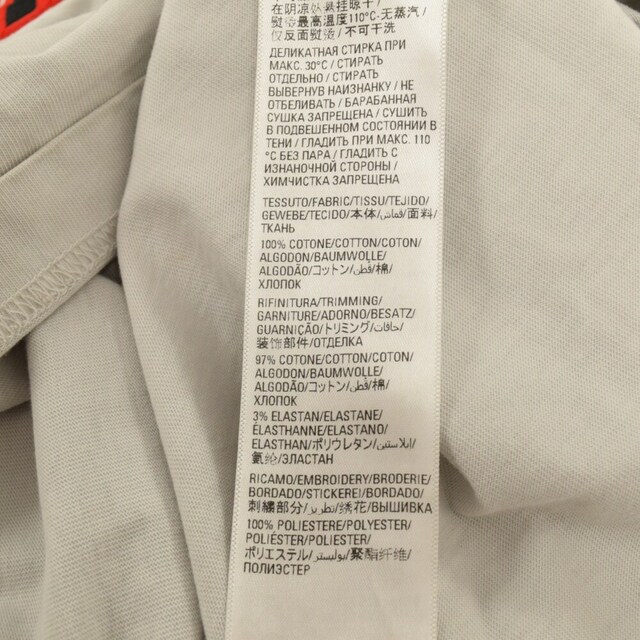 在阴凉处悬挂晾干/
熨烫最高温度110°C-无蒸汽/
仅反面熨烫/不可干洗
ДЕЛИКАТНАЯ СТИРКА ПРИ
МАКС. 30°C / СТИРАТЬ
ОТДЕЛЬНО / СТИРАТЬ
ВЫВЕРНУВ НАИЗНАНКУ / НЕ
ОТБЕЛИВАТЬ / БАРАБАННАЯ
СУШКА ЗАПРЕЩЕНА / СУШИТЬ
В ПОДВЕШЕННОМ СОСТОЯНИИ В
ТЕНИ / ГЛАДИТЬ ПРИ МАКС. 110
°C БЕЗ ПАРА / ГЛАДИТЬ С
ИЗНАНОЧНОЙ СТОРОНЫ /
ХИМЧИСТКА ЗАПРЕЩЕНА
TESSUTO/FABRIC/TISSU/TEJIDO/
GEWEBE/TECIDO/本体/قماش/面料/
ТКАНЬ
100% COTONE/COTTON/COTON/
ALGODON/BAUMWOLLE/
ALGODÃO/コットン/قطن/棉/
ХЛОПОК
RIFINITURA/TRIMMING/
GARNITURE/ADORNO/BESATZ/
GUARNIÇÃO/トリミング/حافات/
装饰部件/ОТДЕЛКА
97% COTONE/COTTON/COTON/
ALGODON/BAUMWOLLE/
ALGODÃO/コットン/قطن/棉/
ХЛОПОК
3% ELASTAN/ELASTANE/
ÉLASTHANNE/ELASTANO/
ELASTHAN/ポリウレタン/إيلاستين/
氨纶/ЭЛАСТАН
RICAMO/EMBROIDERY/BRODERIE/
BORDADO/STICKEREI/BORDADO/
刺繍部分/تطريز/绣花/ВЫШИВКА
100% POLIESTERE/POLYESTER/
POLIÉSTER/POLIESTER/
ポリエステル/بوليستر/聚酯纤维/
ПОЛИЭСТЕР